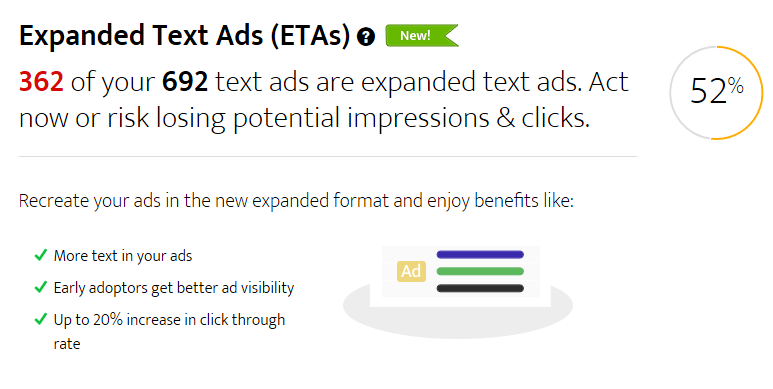 Expanded Text Ads (ETAs) ? New!
362 of your 692 text ads are expanded text ads. Act
now or risk losing potential impressions & clicks.
52%
Recreate your ads in the new expanded format and enjoy benefits like:
More text in your ads
Early adoptors get better ad visibility
Up to 20% increase in click through
rate
Ad